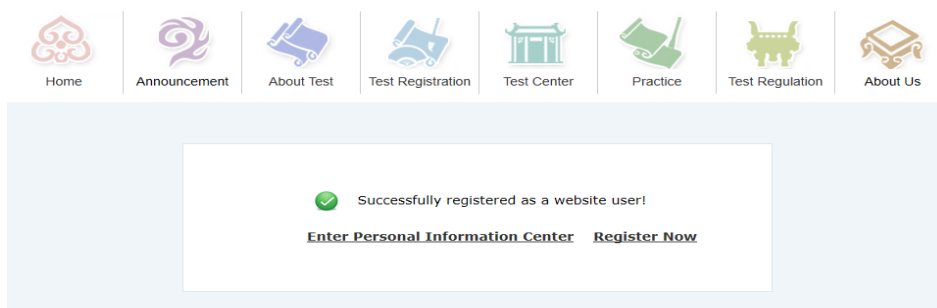 Home Announcement About Test Test Registration Test Center Practice Test Regulation About Us
Successfully registered as a website user!
Enter Personal Information Center Register Now